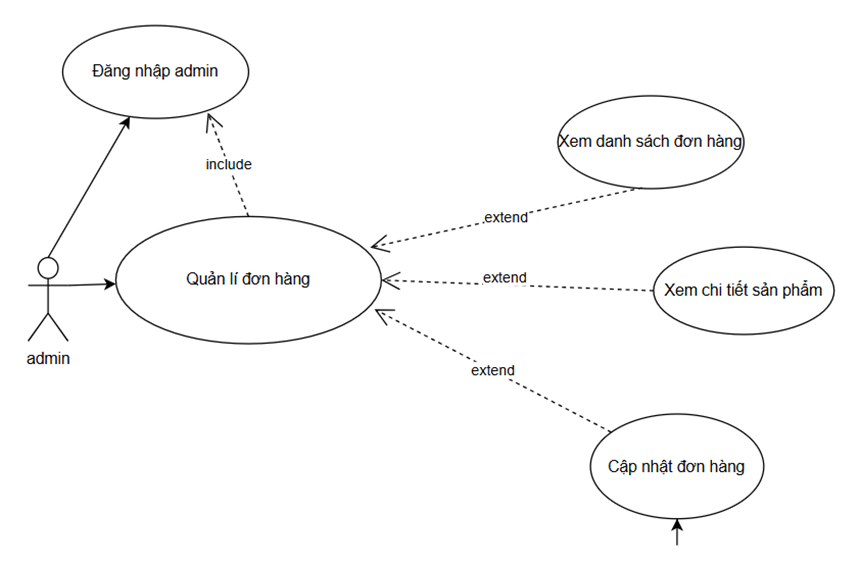 Đăng nhập admin
Xem danh sách đơn hàng
include
extend
Quản lí đơn hàng
extend
Xem chi tiết sản phẩm
admin
extend
Cập nhật đơn hàng